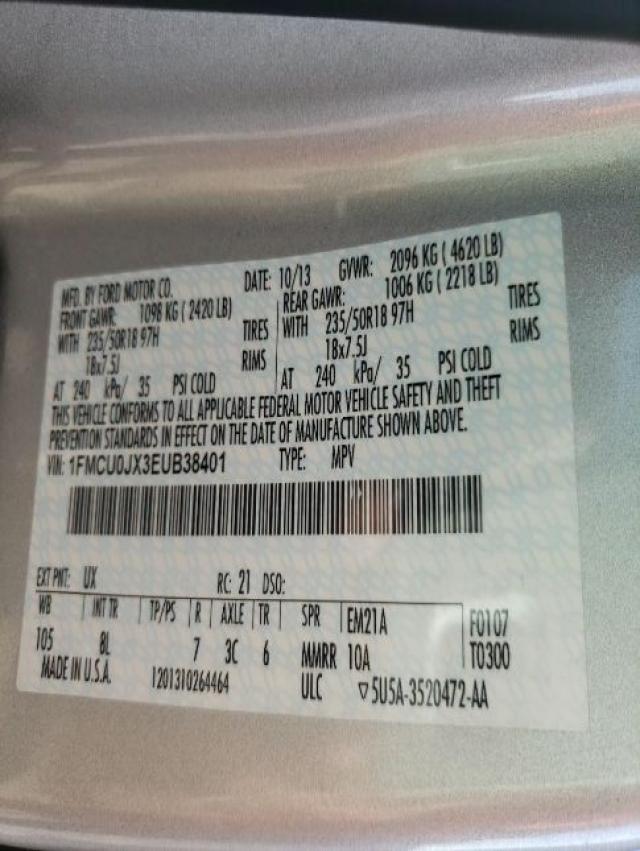 MFD. BY FORD MOTOR CO. DATE: 10/13 GVWR: 2096 KG ( 4620 LB)
FRONT GAWR: 1098 KG ( 2420 LB) REAR GAWR: 1006 KG ( 2218 LB)
WITH 235/50R18 97H TIRES WITH 235/50R18 97H TIRES
18x7.5J RIMS 18x7.5J RIMS
AT 240 kPa/ 35 PSI COLD AT 240 kPa/ 35 PSI COLD
THIS VEHICLE CONFORMS TO ALL APPLICABLE FEDERAL MOTOR VEHICLE SAFETY AND THEFT
PREVENTION STANDARDS IN EFFECT ON THE DATE OF MANUFACTURE SHOWN ABOVE.
VIN: 1FMCU0JX3EUB38401 TYPE: MPV
EXT PNT: UX RC: 21 DSO:
WB INT TR TP/PS R AXLE TR SPR EM21A F0107
105 8L 7 3C 6 MMRR 10A T0300
MADE IN U.S.A. 1201310264464 ULC ▽5U5A-3520472-AA